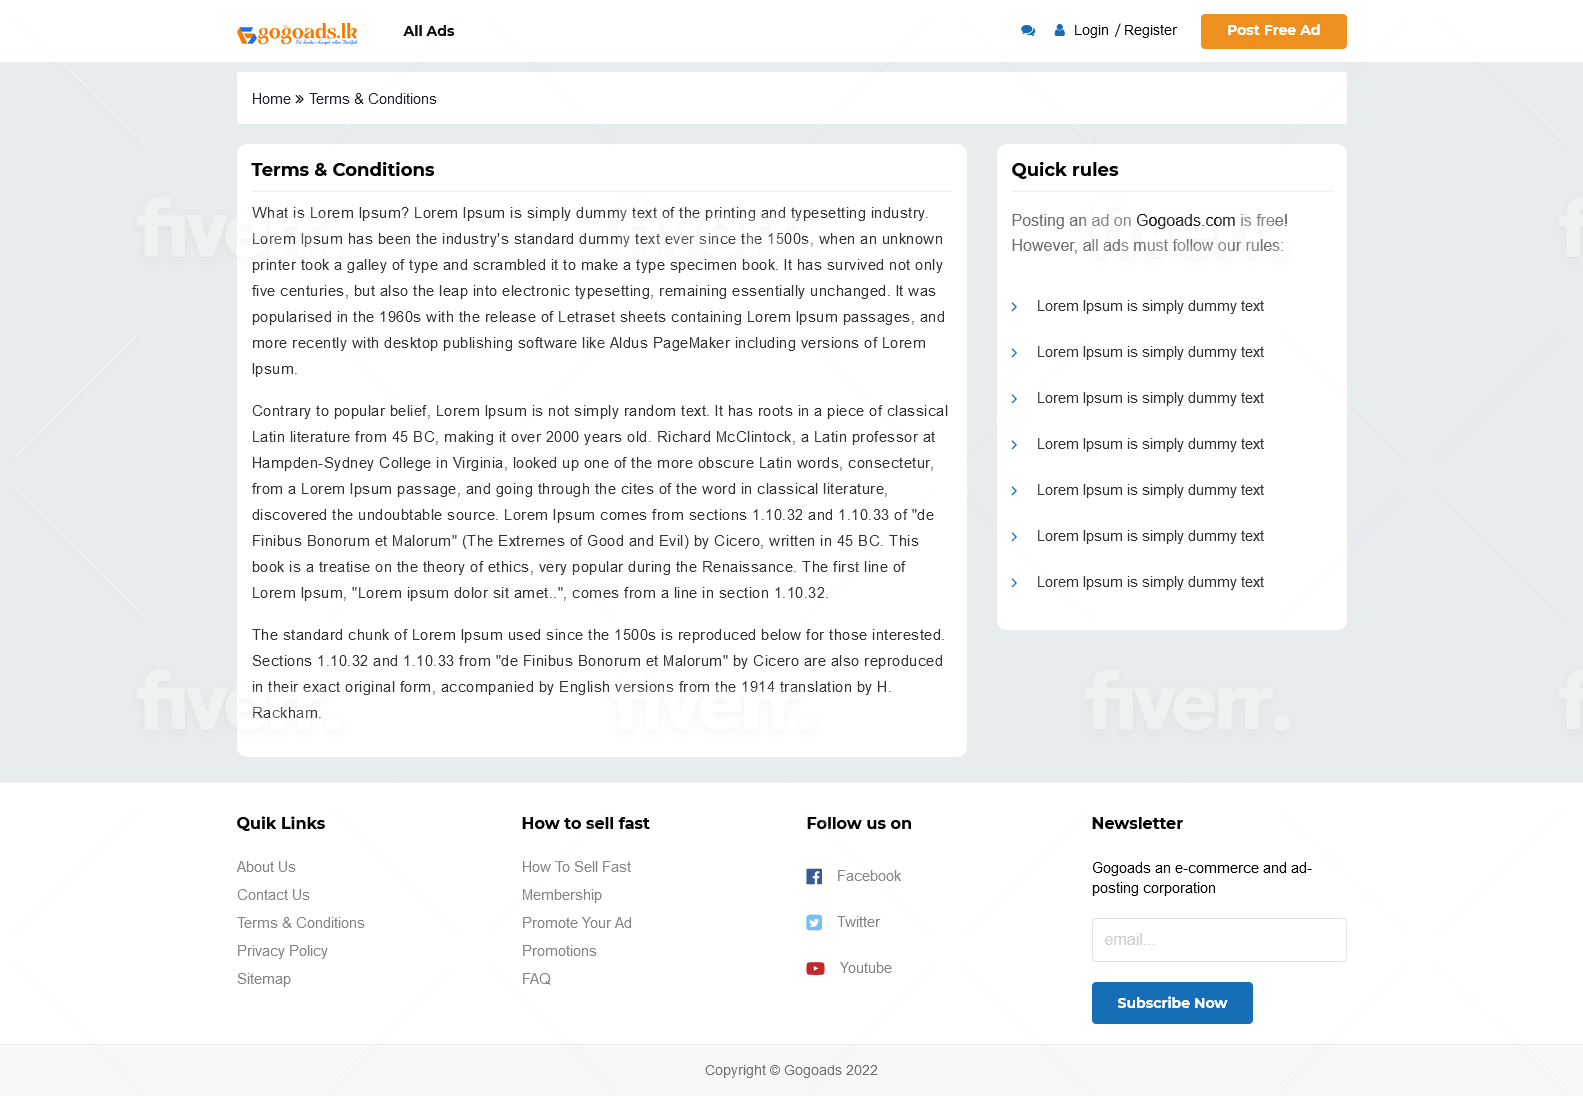 gogoads.lk
All Ads
Login / Register
Post Free Ad
Home » Terms & Conditions
Terms & Conditions
What is Lorem Ipsum? Lorem Ipsum is simply dummy text of the printing and typesetting industry.
Lorem Ipsum has been the industry's standard dummy text ever since the 1500s, when an unknown
printer took a galley of type and scrambled it to make a type specimen book. It has survived not only
five centuries, but also the leap into electronic typesetting, remaining essentially unchanged. It was
popularised in the 1960s with the release of Letraset sheets containing Lorem Ipsum passages, and
more recently with desktop publishing software like Aldus PageMaker including versions of Lorem
Ipsum.
Contrary to popular belief, Lorem Ipsum is not simply random text. It has roots in a piece of classical
Latin literature from 45 BC, making it over 2000 years old. Richard McClintock, a Latin professor at
Hampden-Sydney College in Virginia, looked up one of the more obscure Latin words, consectetur,
from a Lorem Ipsum passage, and going through the cites of the word in classical literature,
discovered the undoubtable source. Lorem Ipsum comes from sections 1.10.32 and 1.10.33 of "de
Finibus Bonorum et Malorum" (The Extremes of Good and Evil) by Cicero, written in 45 BC. This
book is a treatise on the theory of ethics, very popular during the Renaissance. The first line of
Lorem Ipsum, "Lorem ipsum dolor sit amet..", comes from a line in section 1.10.32.
The standard chunk of Lorem Ipsum used since the 1500s is reproduced below for those interested.
Sections 1.10.32 and 1.10.33 from "de Finibus Bonorum et Malorum" by Cicero are also reproduced
in their exact original form, accompanied by English versions from the 1914 translation by H.
Rackham.
Quick rules
Posting an ad on Gogoads.com is free!
However, all ads must follow our rules:
Lorem Ipsum is simply dummy text
Lorem Ipsum is simply dummy text
Lorem Ipsum is simply dummy text
Lorem Ipsum is simply dummy text
Lorem Ipsum is simply dummy text
Lorem Ipsum is simply dummy text
Lorem Ipsum is simply dummy text
fiverr.
fiverr.
fiverr.
fiverr.
fiverr.
Quik Links
About Us
Contact Us
Terms & Conditions
Privacy Policy
Sitemap
How to sell fast
How To Sell Fast
Membership
Promote Your Ad
Promotions
FAQ
Follow us on
Facebook
Twitter
Youtube
Newsletter
Gogoads an e-commerce and ad-
posting corporation
email...
Subscribe Now
Copyright © Gogoads 2022